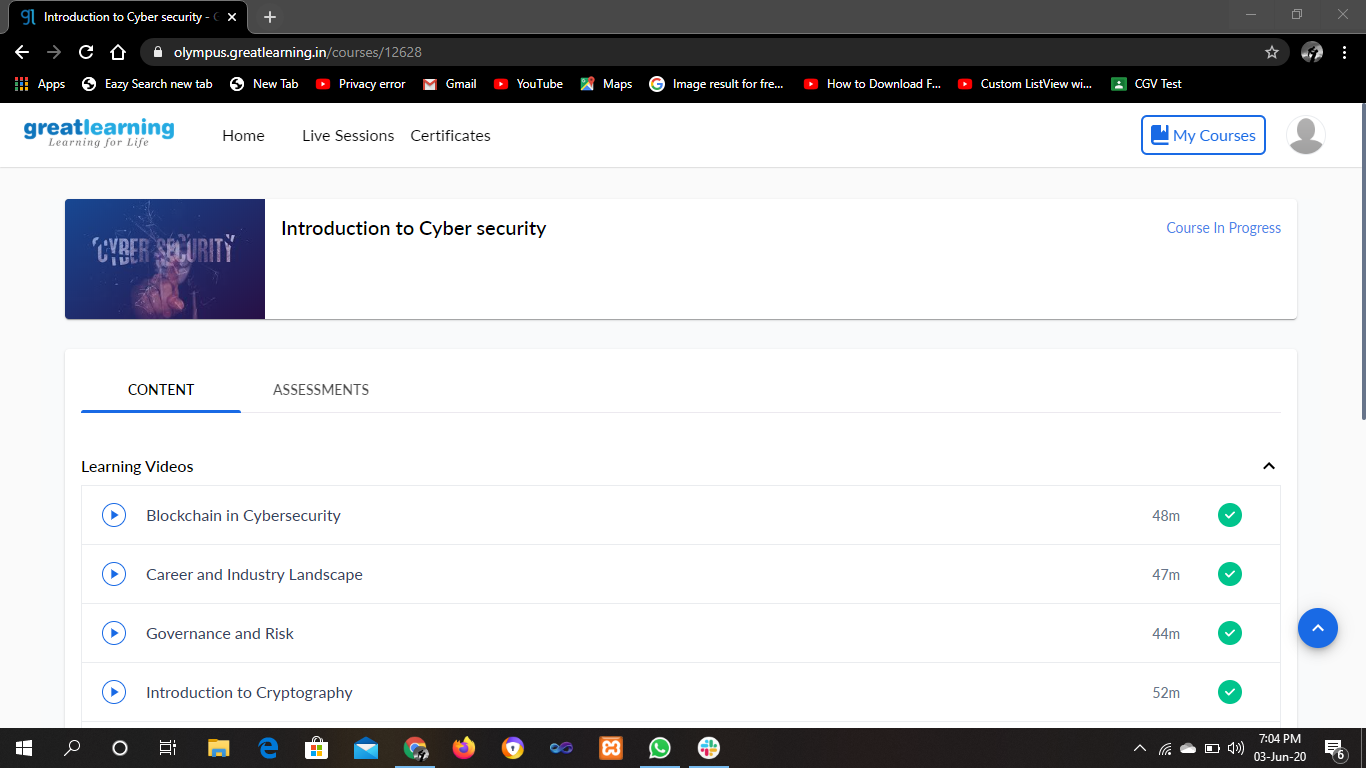 Introduction to Cyber security - G
olympus.greatlearning.in/courses/12628
Apps Eazy Search new tab New Tab Privacy error Gmail YouTube Maps Image result for fre... How to Download F... Custom ListView wi... CGV Test
greatlearning
Learning for Life
Home Live Sessions Certificates My Courses
CYBER SECURITY
Introduction to Cyber security
Course In Progress
CONTENT ASSESSMENTS
Learning Videos
Blockchain in Cybersecurity 48m
Career and Industry Landscape 47m
Governance and Risk 44m
Introduction to Cryptography 52m
7:04 PM
03-Jun-20
6